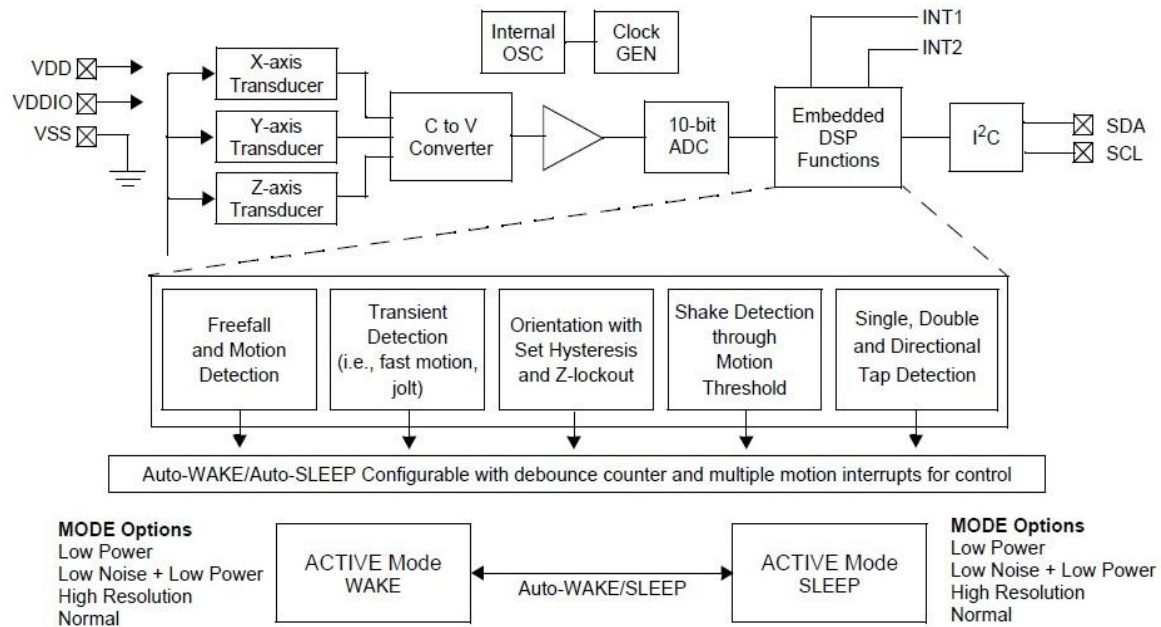 INT1
INT2
Internal
OSC
Clock
GEN
VDD
VDDIO
VSS
X-axis
Transducer
Y-axis
Transducer
Z-axis
Transducer
C to V
Converter
10-bit
ADC
Embedded
DSP
Functions
I²C
SDA
SCL
Freefall
and Motion
Detection
Transient
Detection
(i.e., fast motion,
jolt)
Orientation with
Set Hysteresis
and Z-lockout
Shake Detection
through
Motion
Threshold
Single, Double
and Directional
Tap Detection
Auto-WAKE/Auto-SLEEP Configurable with debounce counter and multiple motion interrupts for control
MODE Options
Low Power
Low Noise + Low Power
High Resolution
Normal
ACTIVE Mode
WAKE
Auto-WAKE/SLEEP
ACTIVE Mode
SLEEP
MODE Options
Low Power
Low Noise + Low Power
High Resolution
Normal